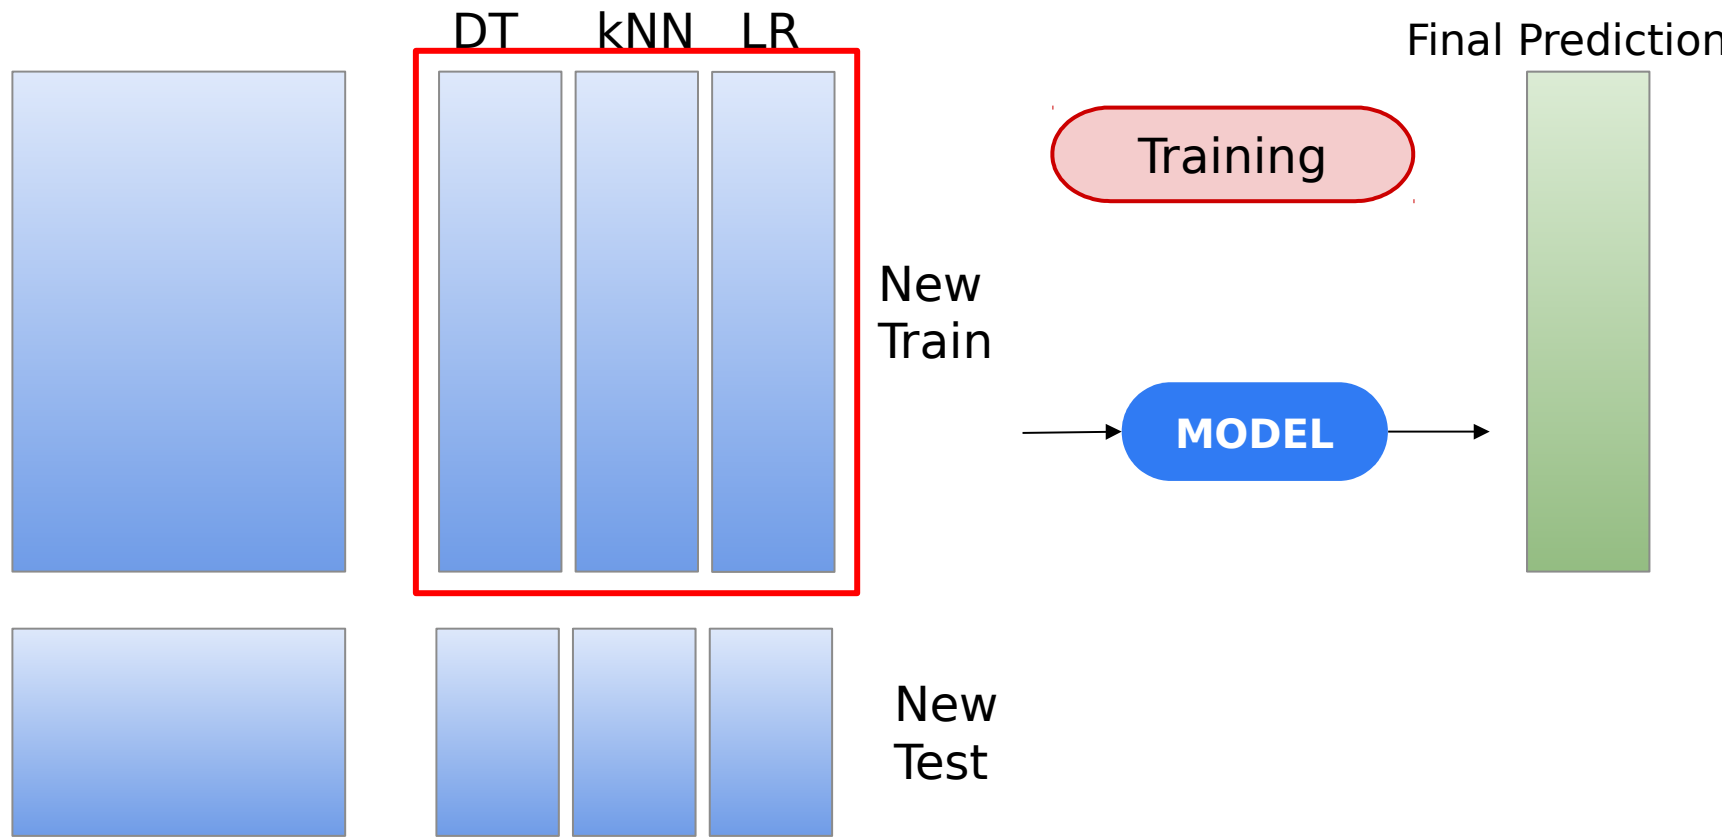 DT kNN LR
Final Prediction
Training
New
Train
MODEL
New
Test